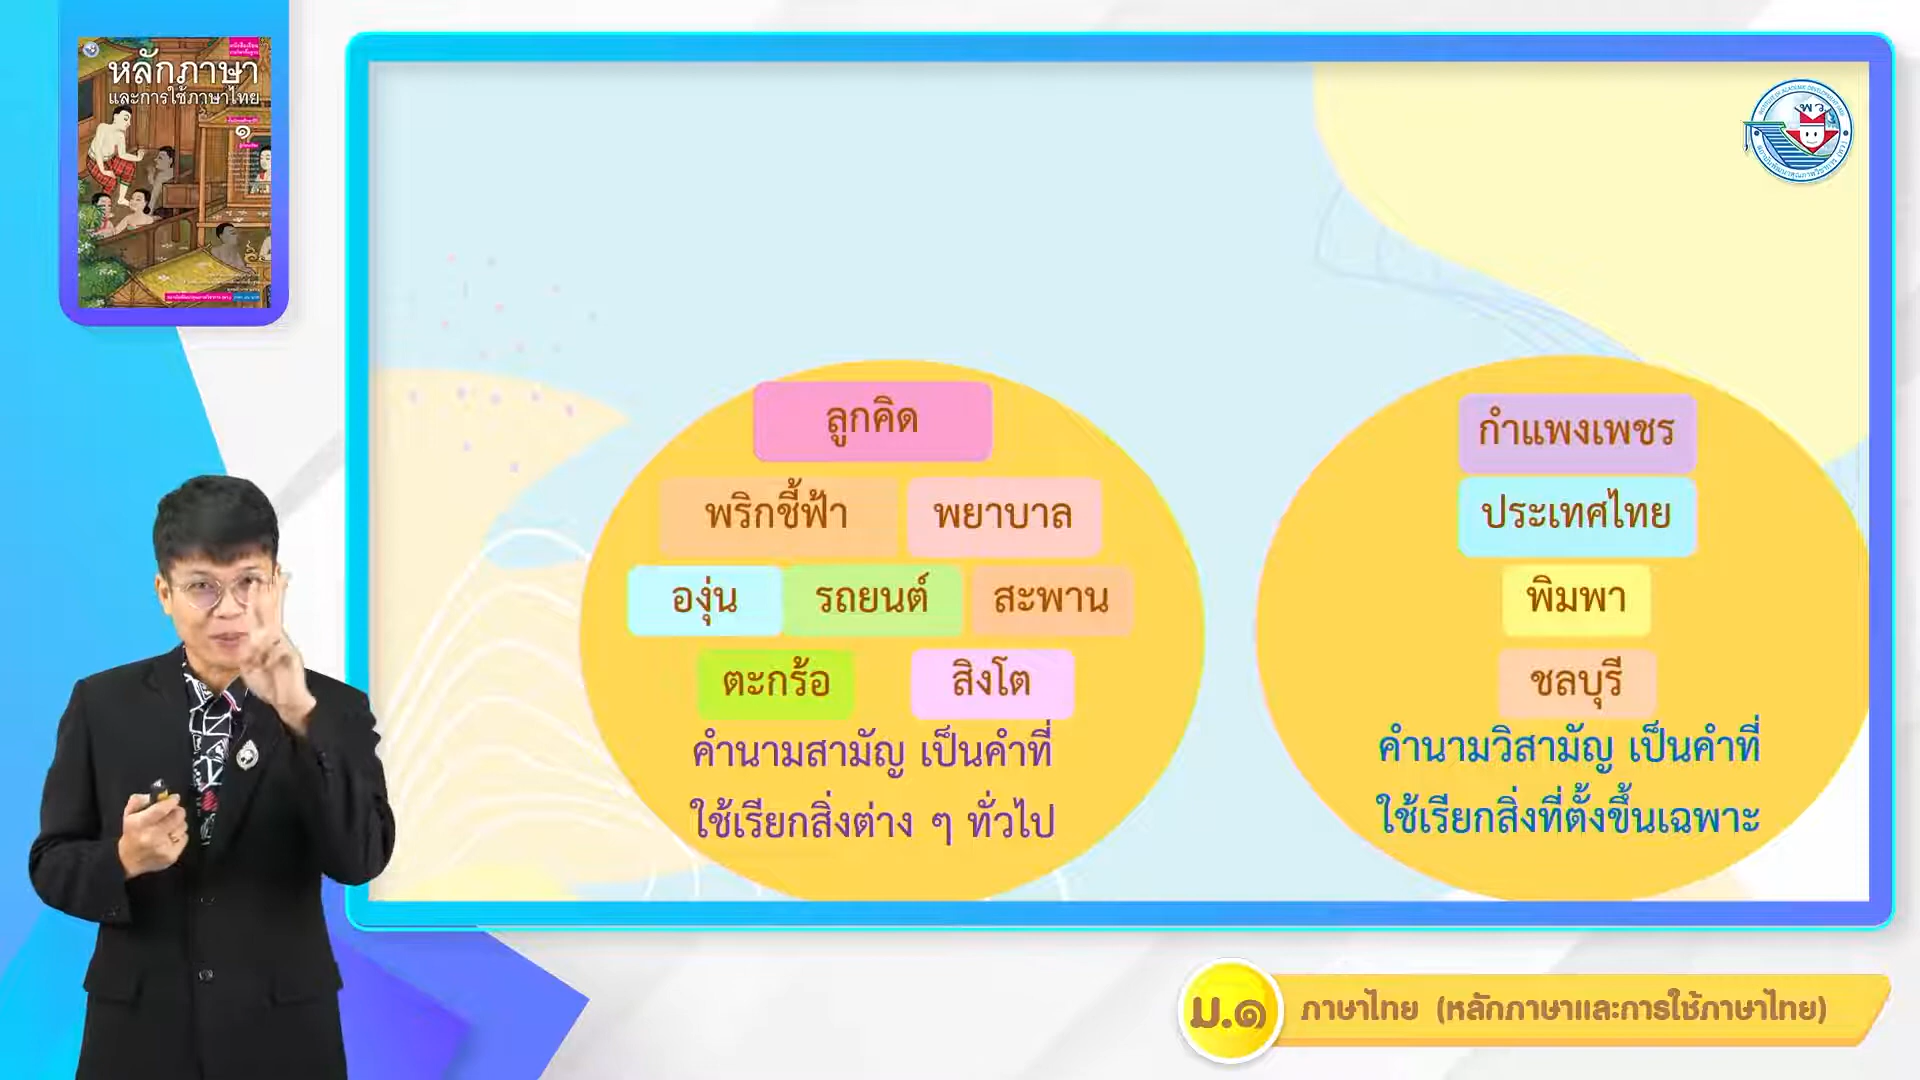 หลักภาษา
และการใช้ภาษาไทย
๑
พว
ลูกคิด
พริกชี้ฟ้า พยาบาล
องุ่น รถยนต์ สะพาน
ตะกร้อ สิงโต
คำนามสามัญ เป็นคำที่
ใช้เรียกสิ่งต่าง ๆ ทั่วไป
กำแพงเพชร
ประเทศไทย
พิมพา
ชลบุรี
คำนามวิสามัญ เป็นคำที่
ใช้เรียกสิ่งที่ตั้งขึ้นเฉพาะ
ม.๑ ภาษาไทย (หลักภาษาและการใช้ภาษาไทย)